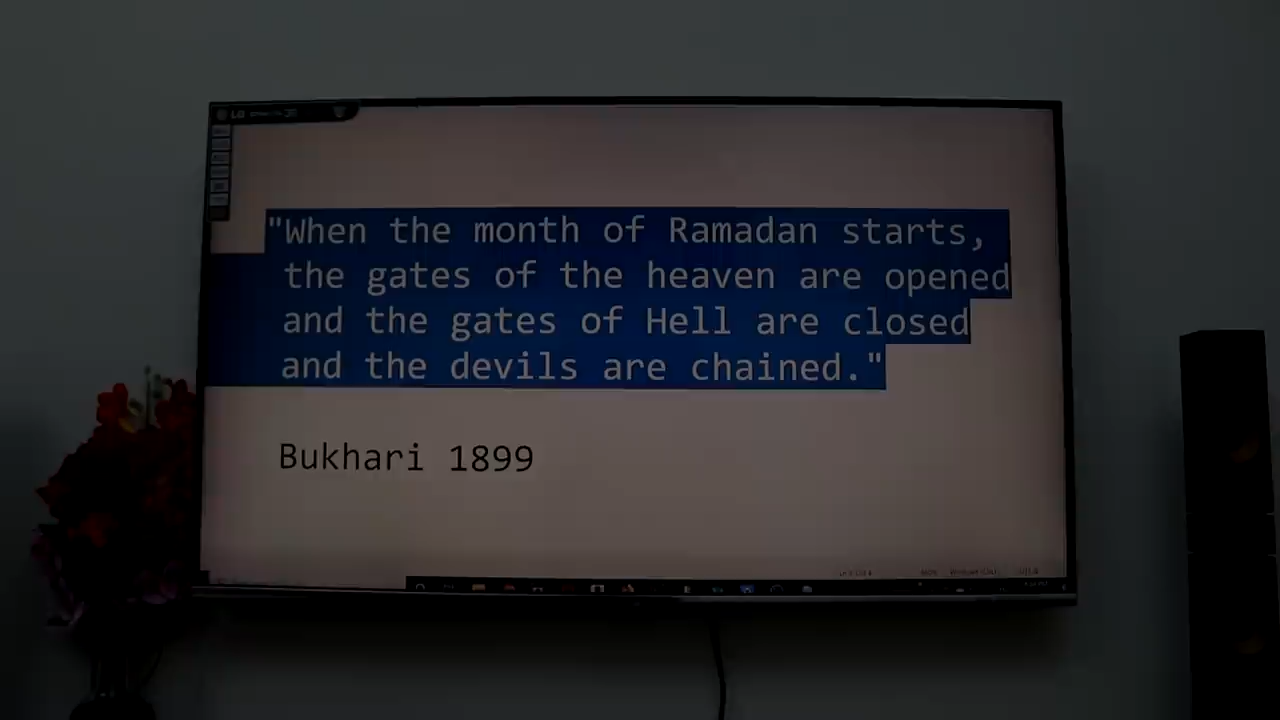 LG
"When the month of Ramadan starts,
the gates of the heaven are opened
and the gates of Hell are closed
and the devils are chained."
Bukhari 1899